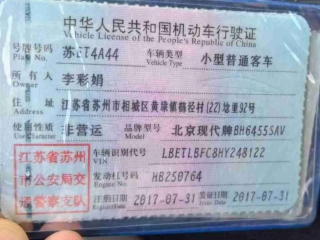 中华人民共和国机动车行驶证
Vehicle License of the People's Republic of China
号牌号码 苏ET4A44 车辆类型 小型普通客车
Plate No. Vehicle Type
所有人 李彩娟
Owner
住址 江苏省苏州市相城区黄埭镇
Address
使用性质 非营运 品牌型号 北京现代牌BH6455SAV
江苏省苏州市公安局交通警察支队
车辆识别代号 LBETLBFC8HY248122
VIN
发动机号码 HB250764
Engine No.
注册日期 2017-07-31 发证日期 2017-07-31